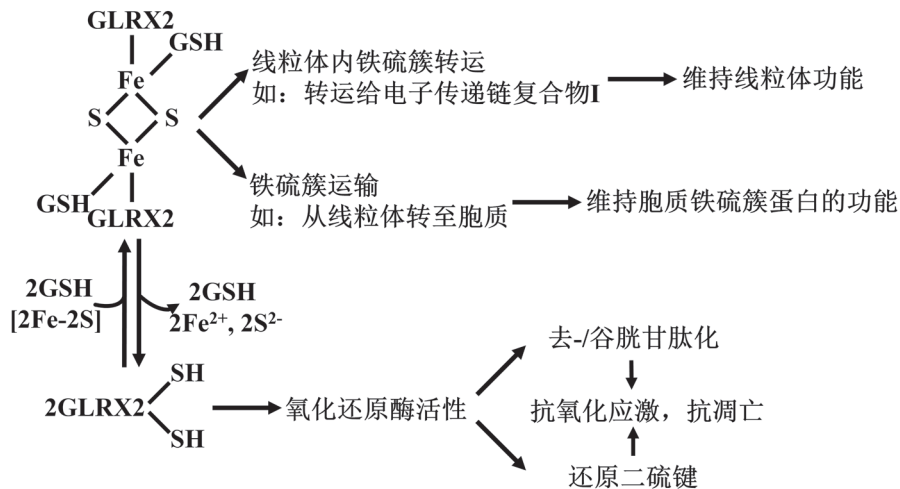 GLRX2
GSH
Fe
S S
Fe
GSH
GLRX2
线粒体内铁硫簇转运
如：转运给电子传递链复合物I
维持线粒体功能
铁硫簇运输
如：从线粒体转至胞质
维持胞质铁硫簇蛋白的功能
2GSH
[2Fe-2S]
2GSH
2Fe²⁺, 2S²⁻
2GLRX2
SH
SH
氧化还原酶活性
去-/谷胱甘肽化
抗氧化应激，抗凋亡
还原二硫键